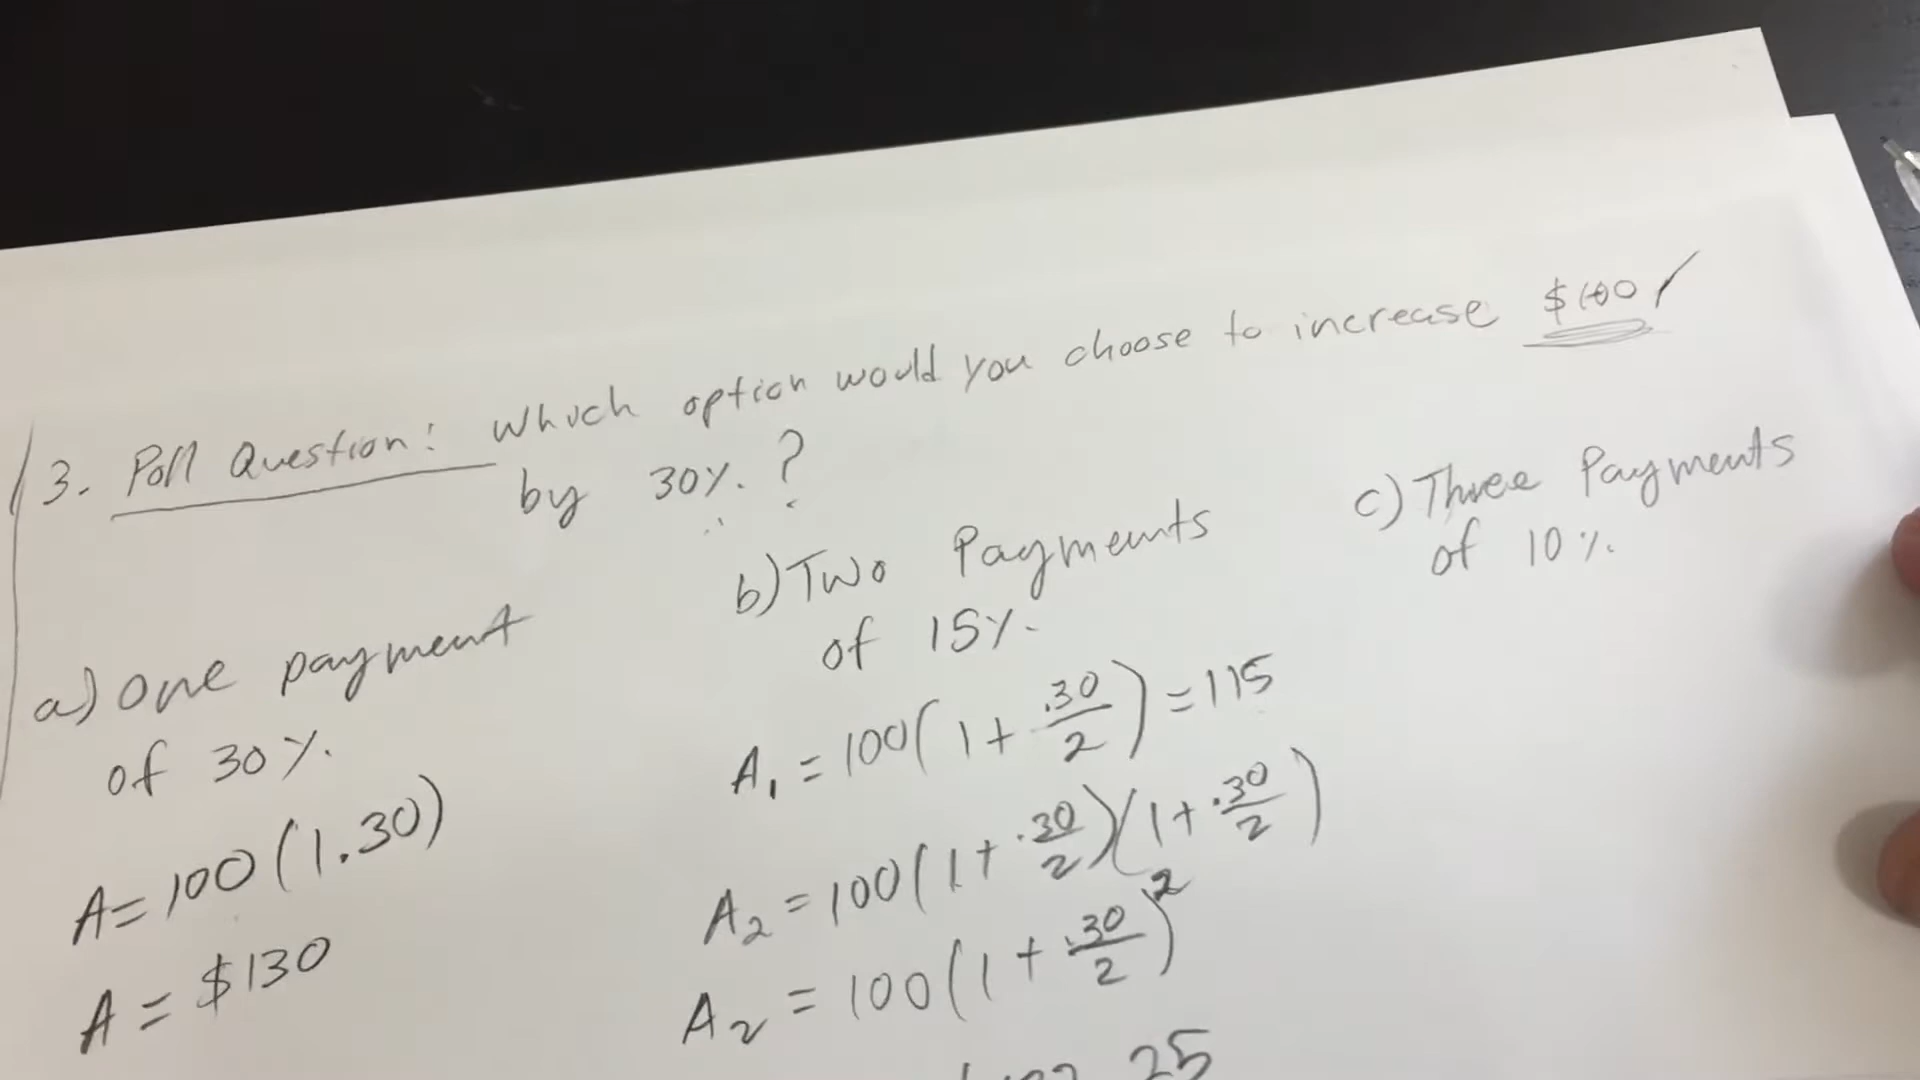 3. Poll Question: Which option would you choose to increase $100
by 30%?
a) One payment
of 30%.
A = 100(1.30)
A = $130
b) Two Payments
of 15%.
A₁ = 100(1 + .30/2) = 115
A₂ = 100(1 + .30/2)(1 + .30/2)
A₂ = 100(1 + .30/2)²
25
c) Three Payments
of 10%.